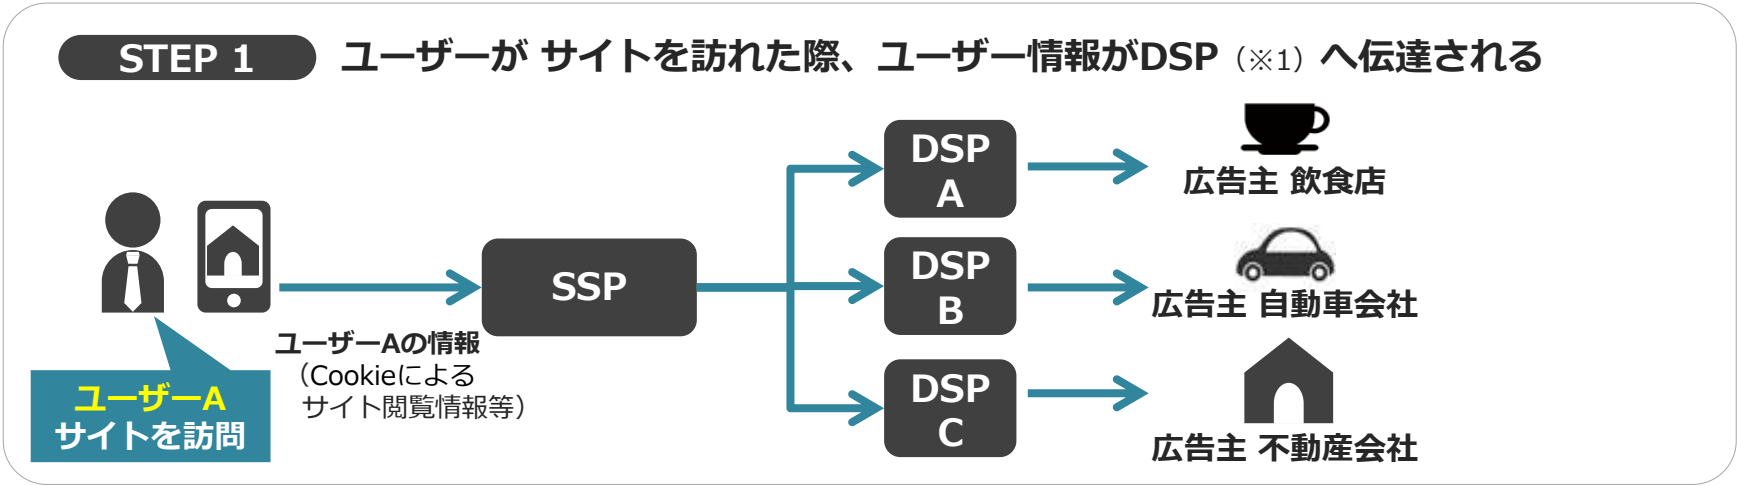 STEP 1
ユーザーが サイトを訪れた際、ユーザー情報がDSP（※1）へ伝達される
DSP
A
広告主 飲食店
SSP
DSP
B
広告主 自動車会社
ユーザーAの情報
（Cookieによる
サイト閲覧情報等）
ユーザーA
サイトを訪問
DSP
C
広告主 不動産会社